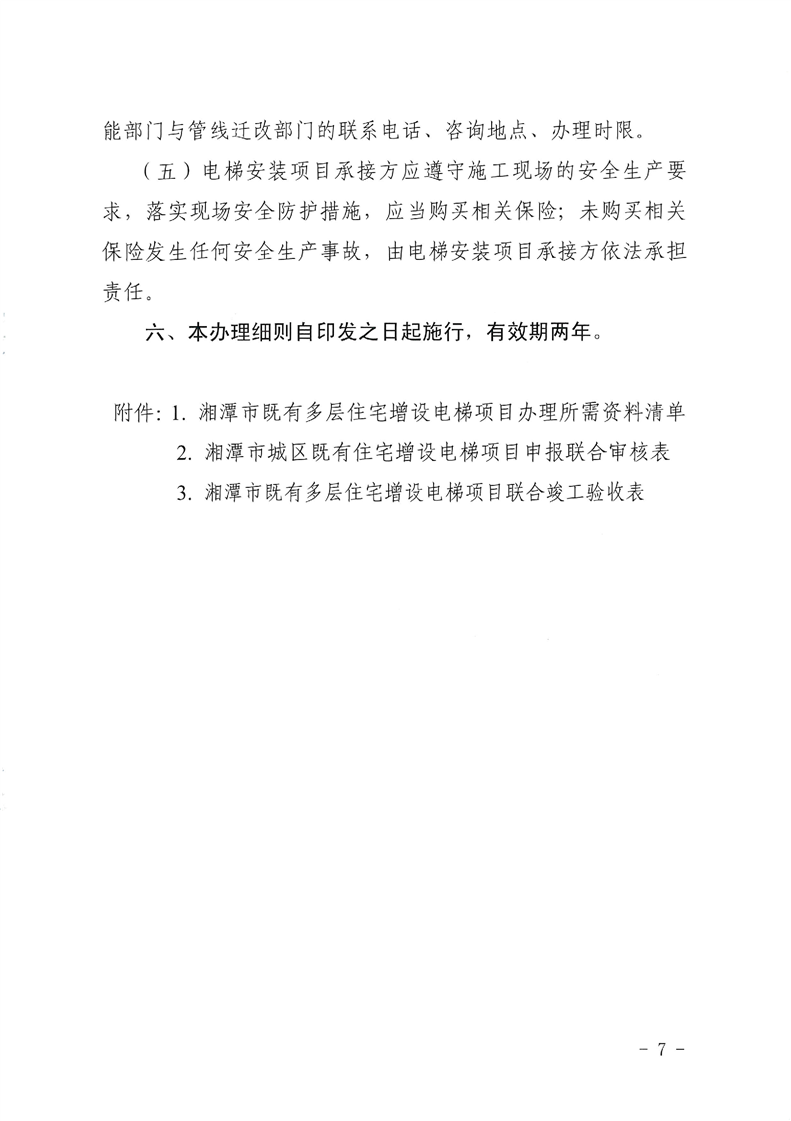 能部门与管线迁改部门的联系电话、咨询地点、办理时限。
（五）电梯安装项目承接方应遵守施工现场的安全生产要
求，落实现场安全防护措施，应当购买相关保险；未购买相关
保险发生任何安全生产事故，由电梯安装项目承接方依法承担
责任。
六、本办理细则自印发之日起施行，有效期两年。
附件：1. 湘潭市既有多层住宅增设电梯项目办理所需资料清单
2. 湘潭市城区既有住宅增设电梯项目申报联合审核表
3. 湘潭市既有多层住宅增设电梯项目联合竣工验收表
- 7 -